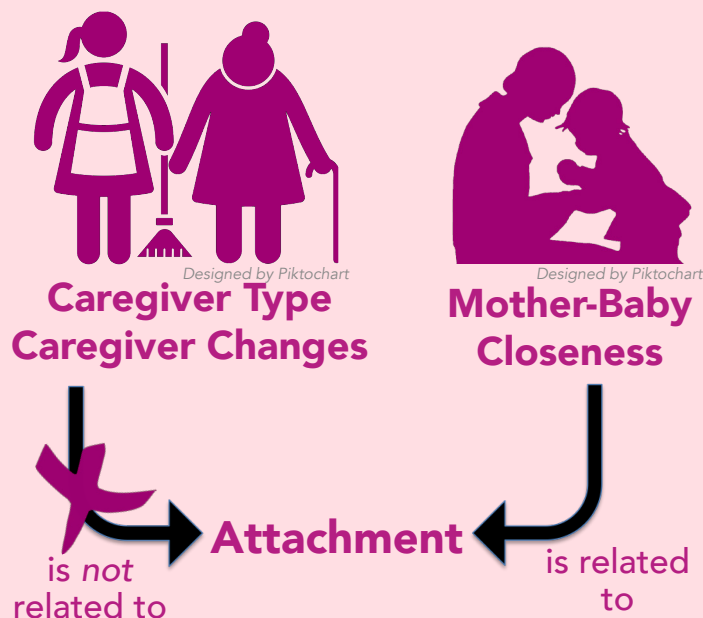 Designed by Piktochart
Caregiver Type
Caregiver Changes
Designed by Piktochart
Mother-Baby
Closeness
Attachment
is not
related to
is related
to